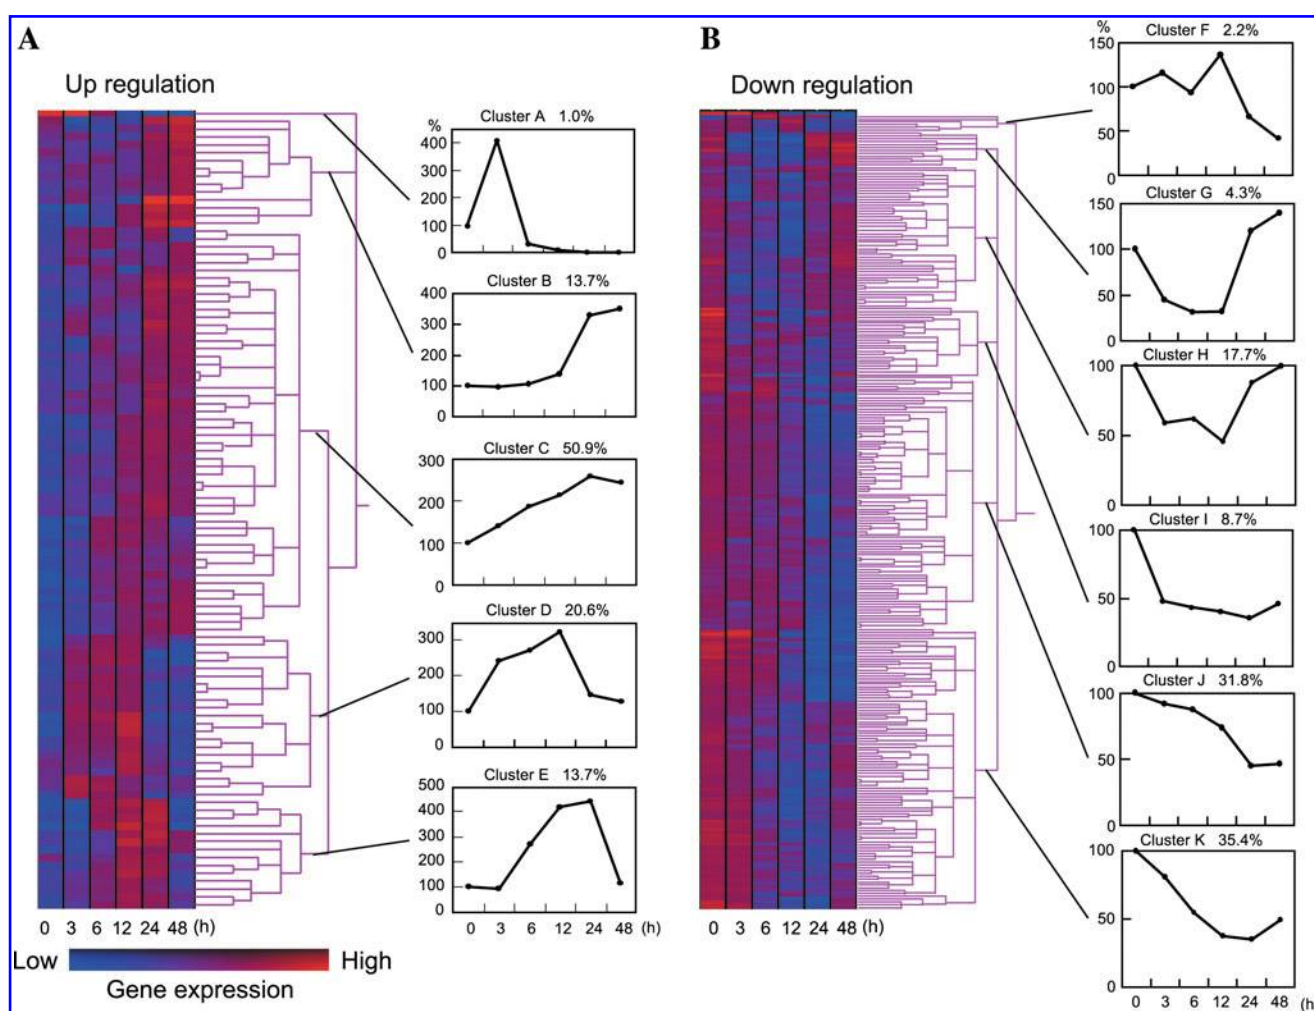 A
Up regulation
Cluster A 1.0%
%
400
300
200
100
0
Cluster B 13.7%
400
300
200
100
0
Cluster C 50.9%
300
200
100
0
Cluster D 20.6%
300
200
100
0
Cluster E 13.7%
500
400
300
200
100
0
0 3 6 12 24 48 (h)
0 3 6 12 24 48 (h)
Low High
Gene expression
B
Down regulation
Cluster F 2.2%
%
150
100
50
0
Cluster G 4.3%
150
100
50
0
Cluster H 17.7%
100
50
0
Cluster I 8.7%
100
50
0
Cluster J 31.8%
100
50
0
Cluster K 35.4%
100
50
0
0 3 6 12 24 48 (h
0 3 6 12 24 48 (h)